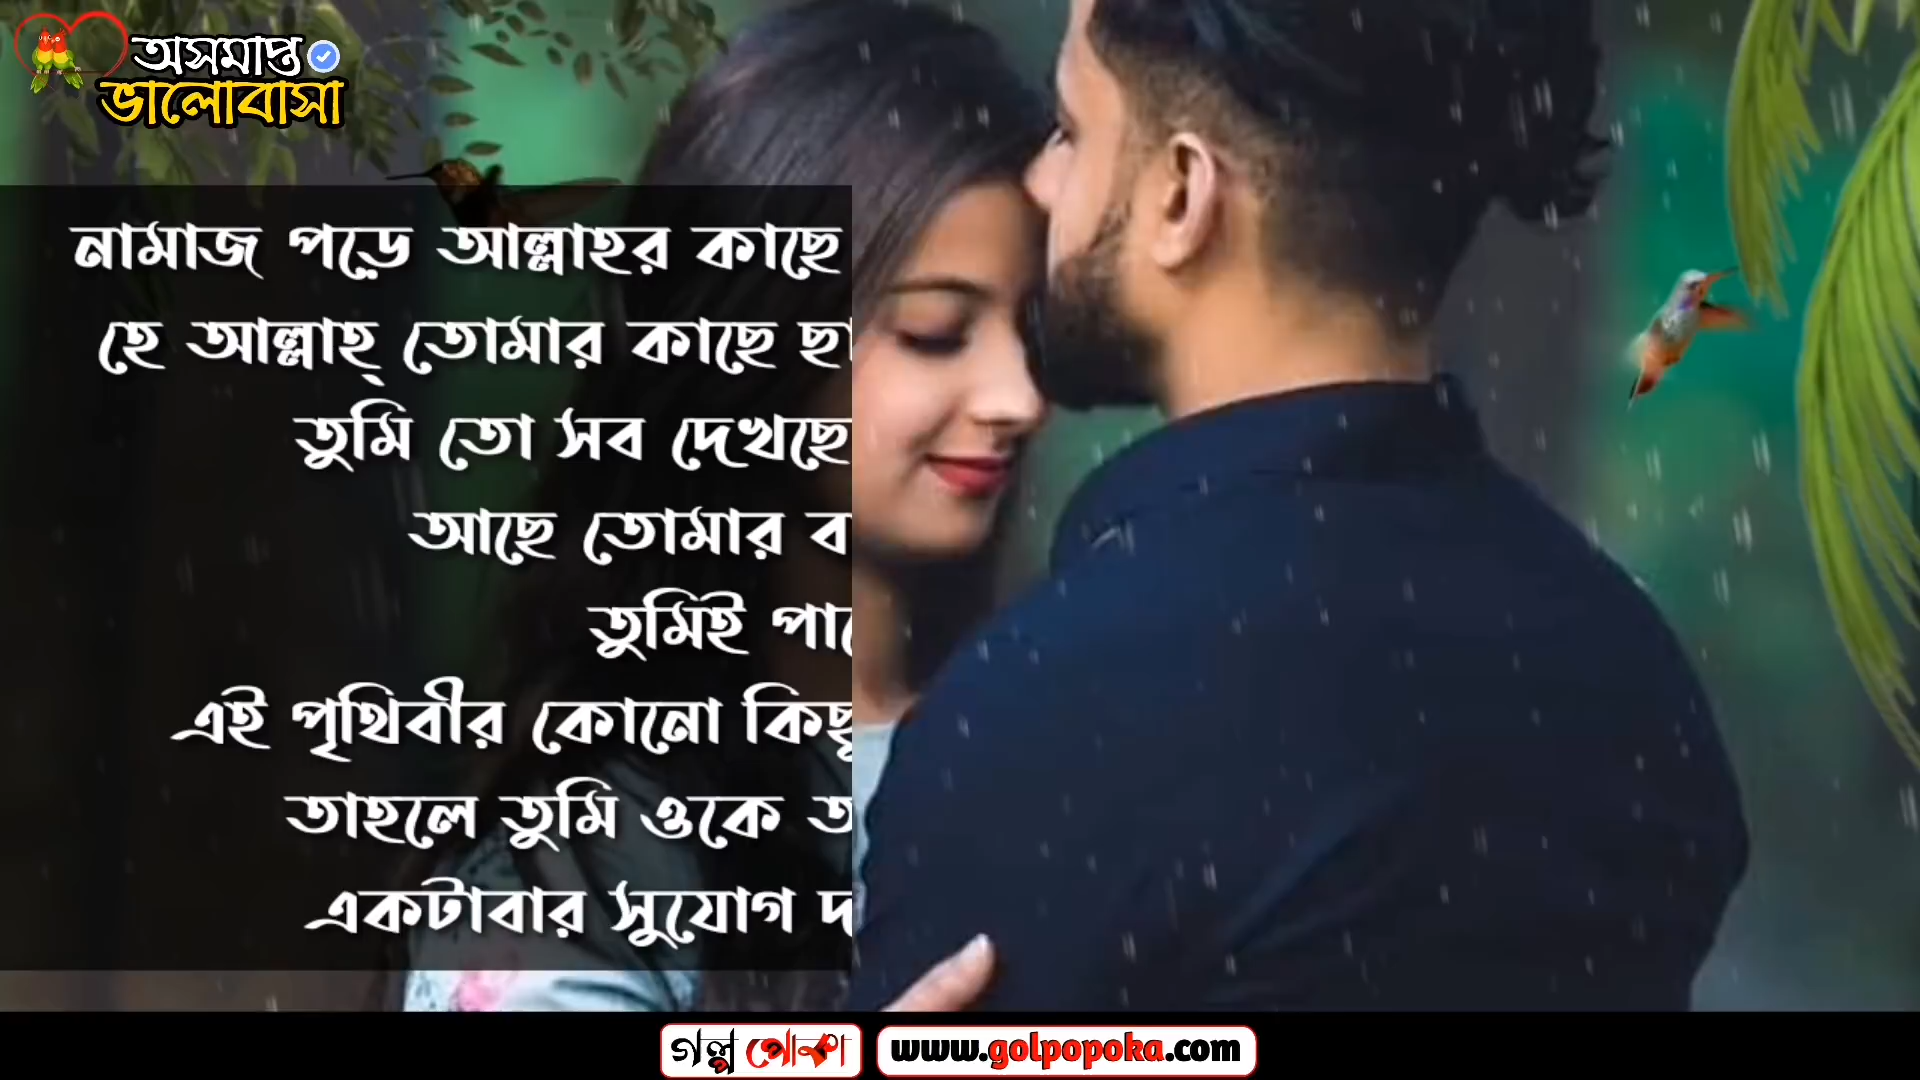 অসমাপ্ত
ভালোবাসা
নামাজ পড়ে আল্লাহর কাছে
হে আল্লাহ্ তোমার কাছে
তুমি তো সব দেখছে
আছে তোমার
তুমিই
এই পৃথিবীর কোনো কিছু
তাহলে তুমি ওকে
একটাবার সুযোগ
গল্প পোকা
www.golpopoka.com